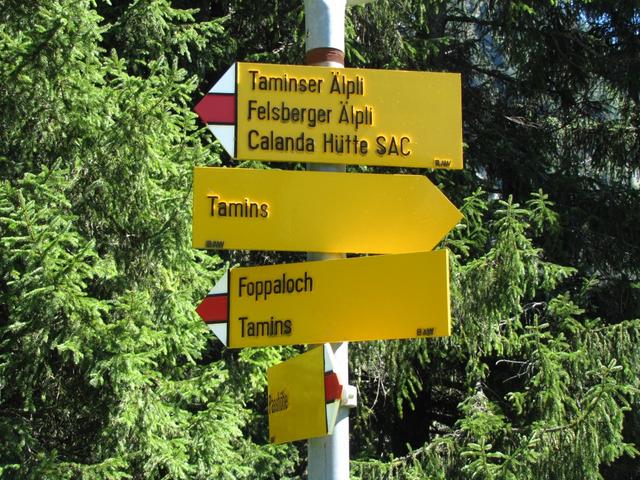 Taminser Älpli
Felsberger Älpli
Calanda Hütte SAC
BAW
Tamins
BAW
Foppaloch
Tamins
BAW